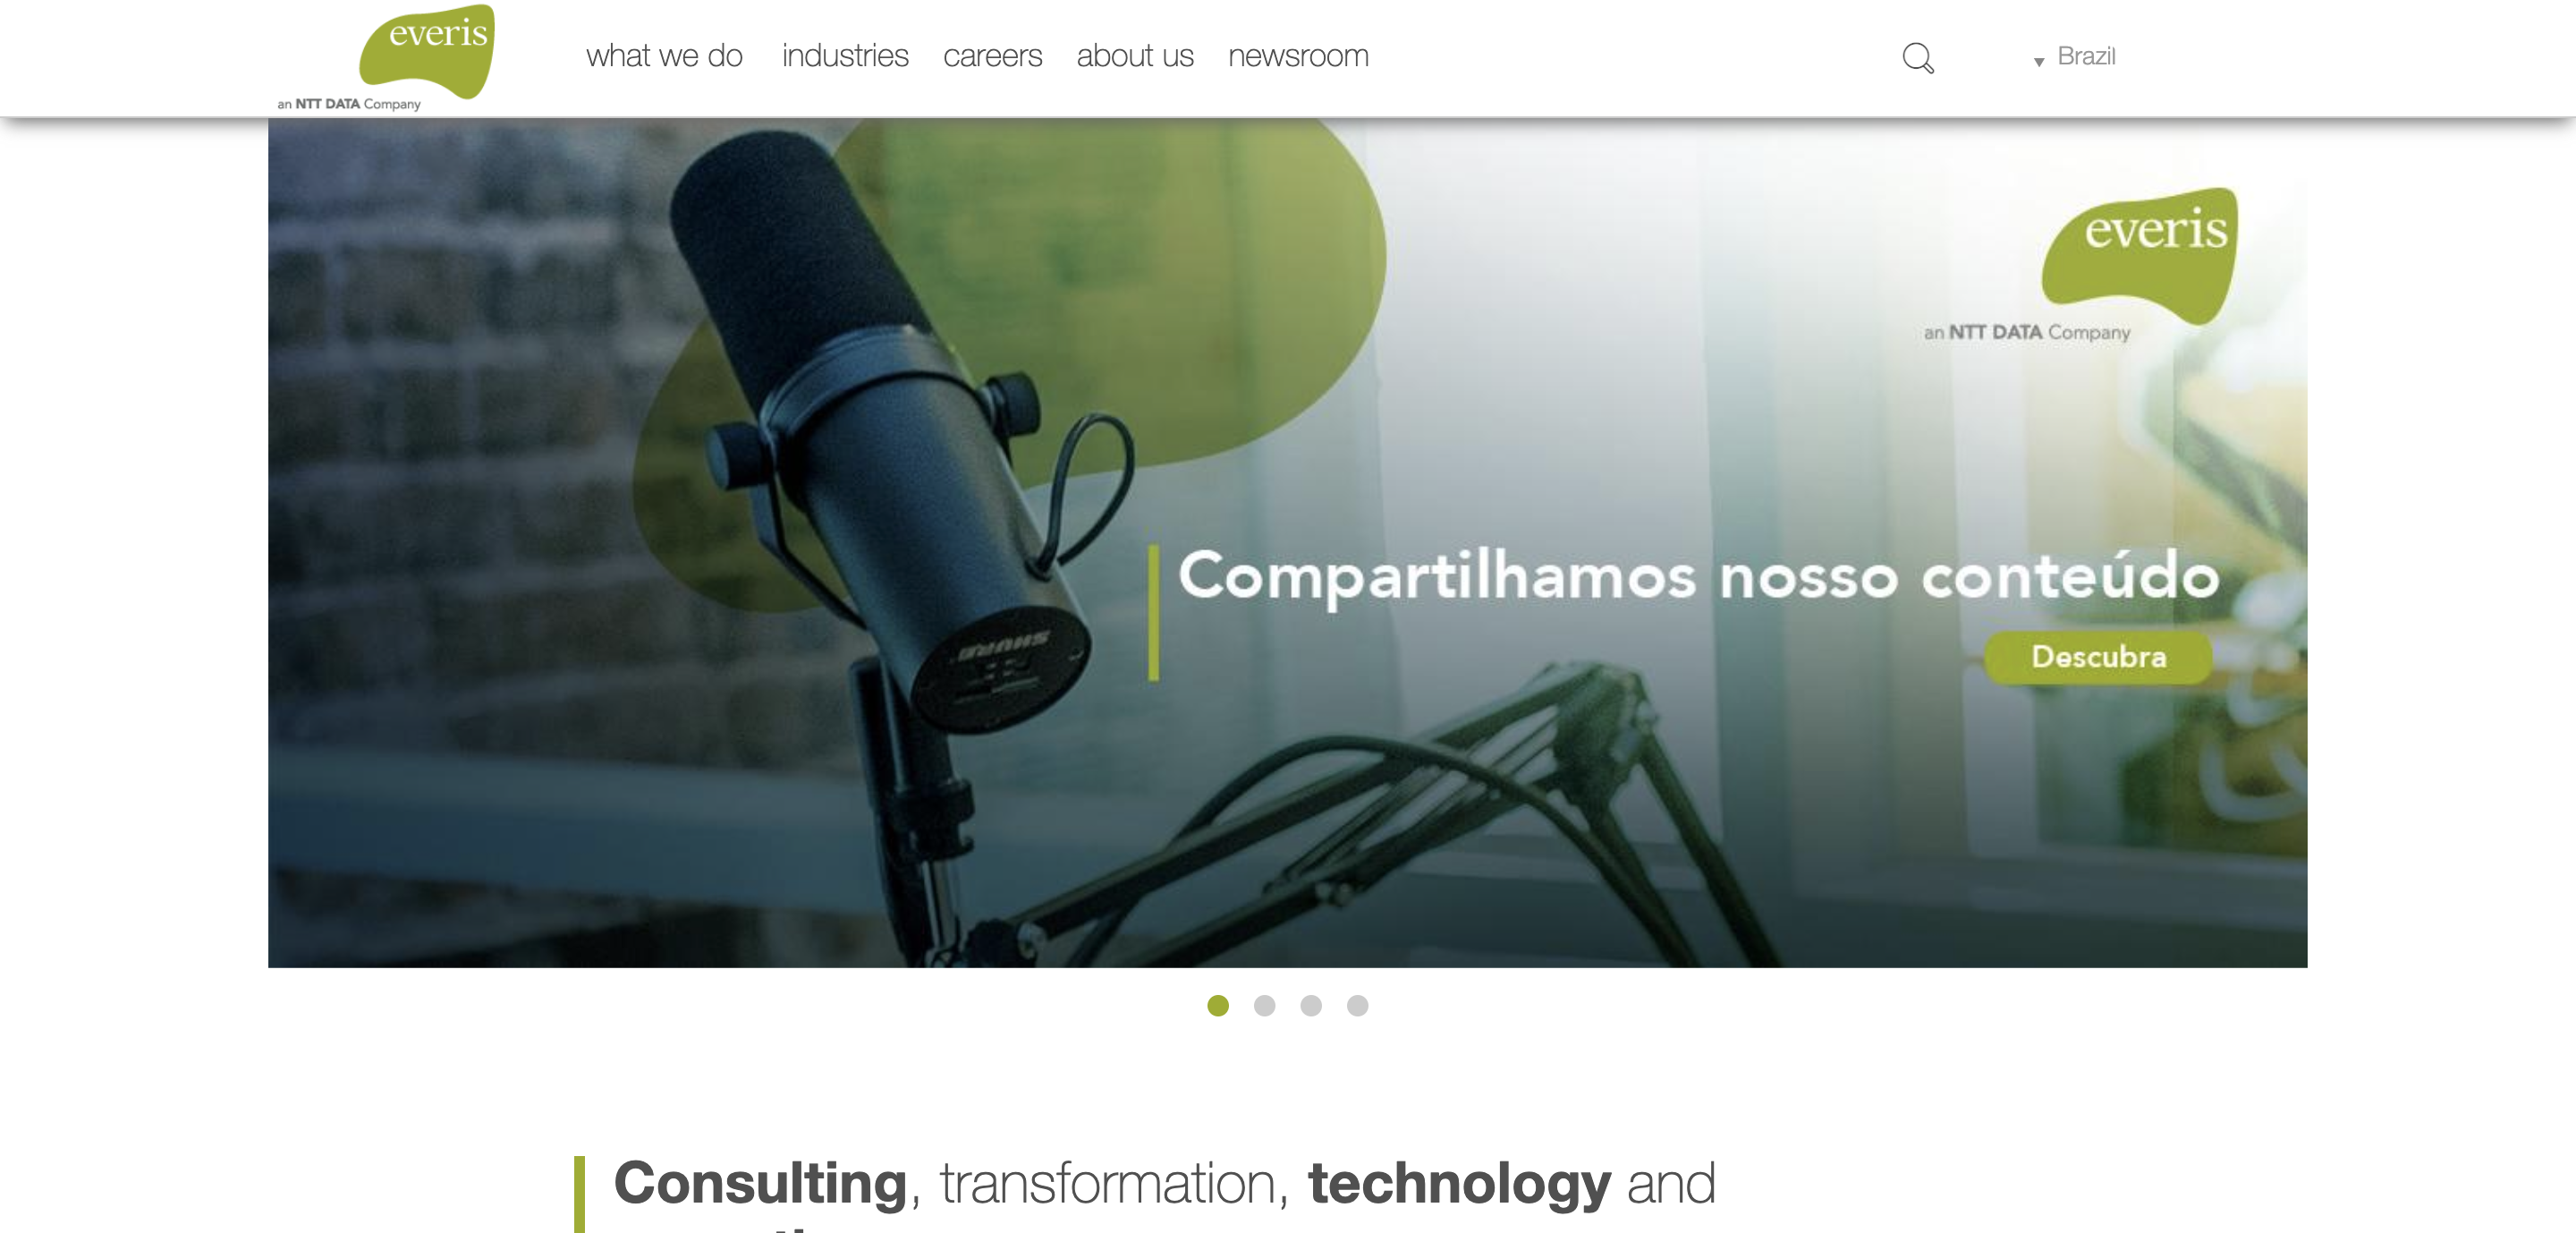 everis
an NTT DATA Company
what we do industries careers about us newsroom
Brazil
everis
an NTT DATA Company
Compartilhamos nosso conteúdo
Descubra
SHURE
Consulting, transformation, technology and